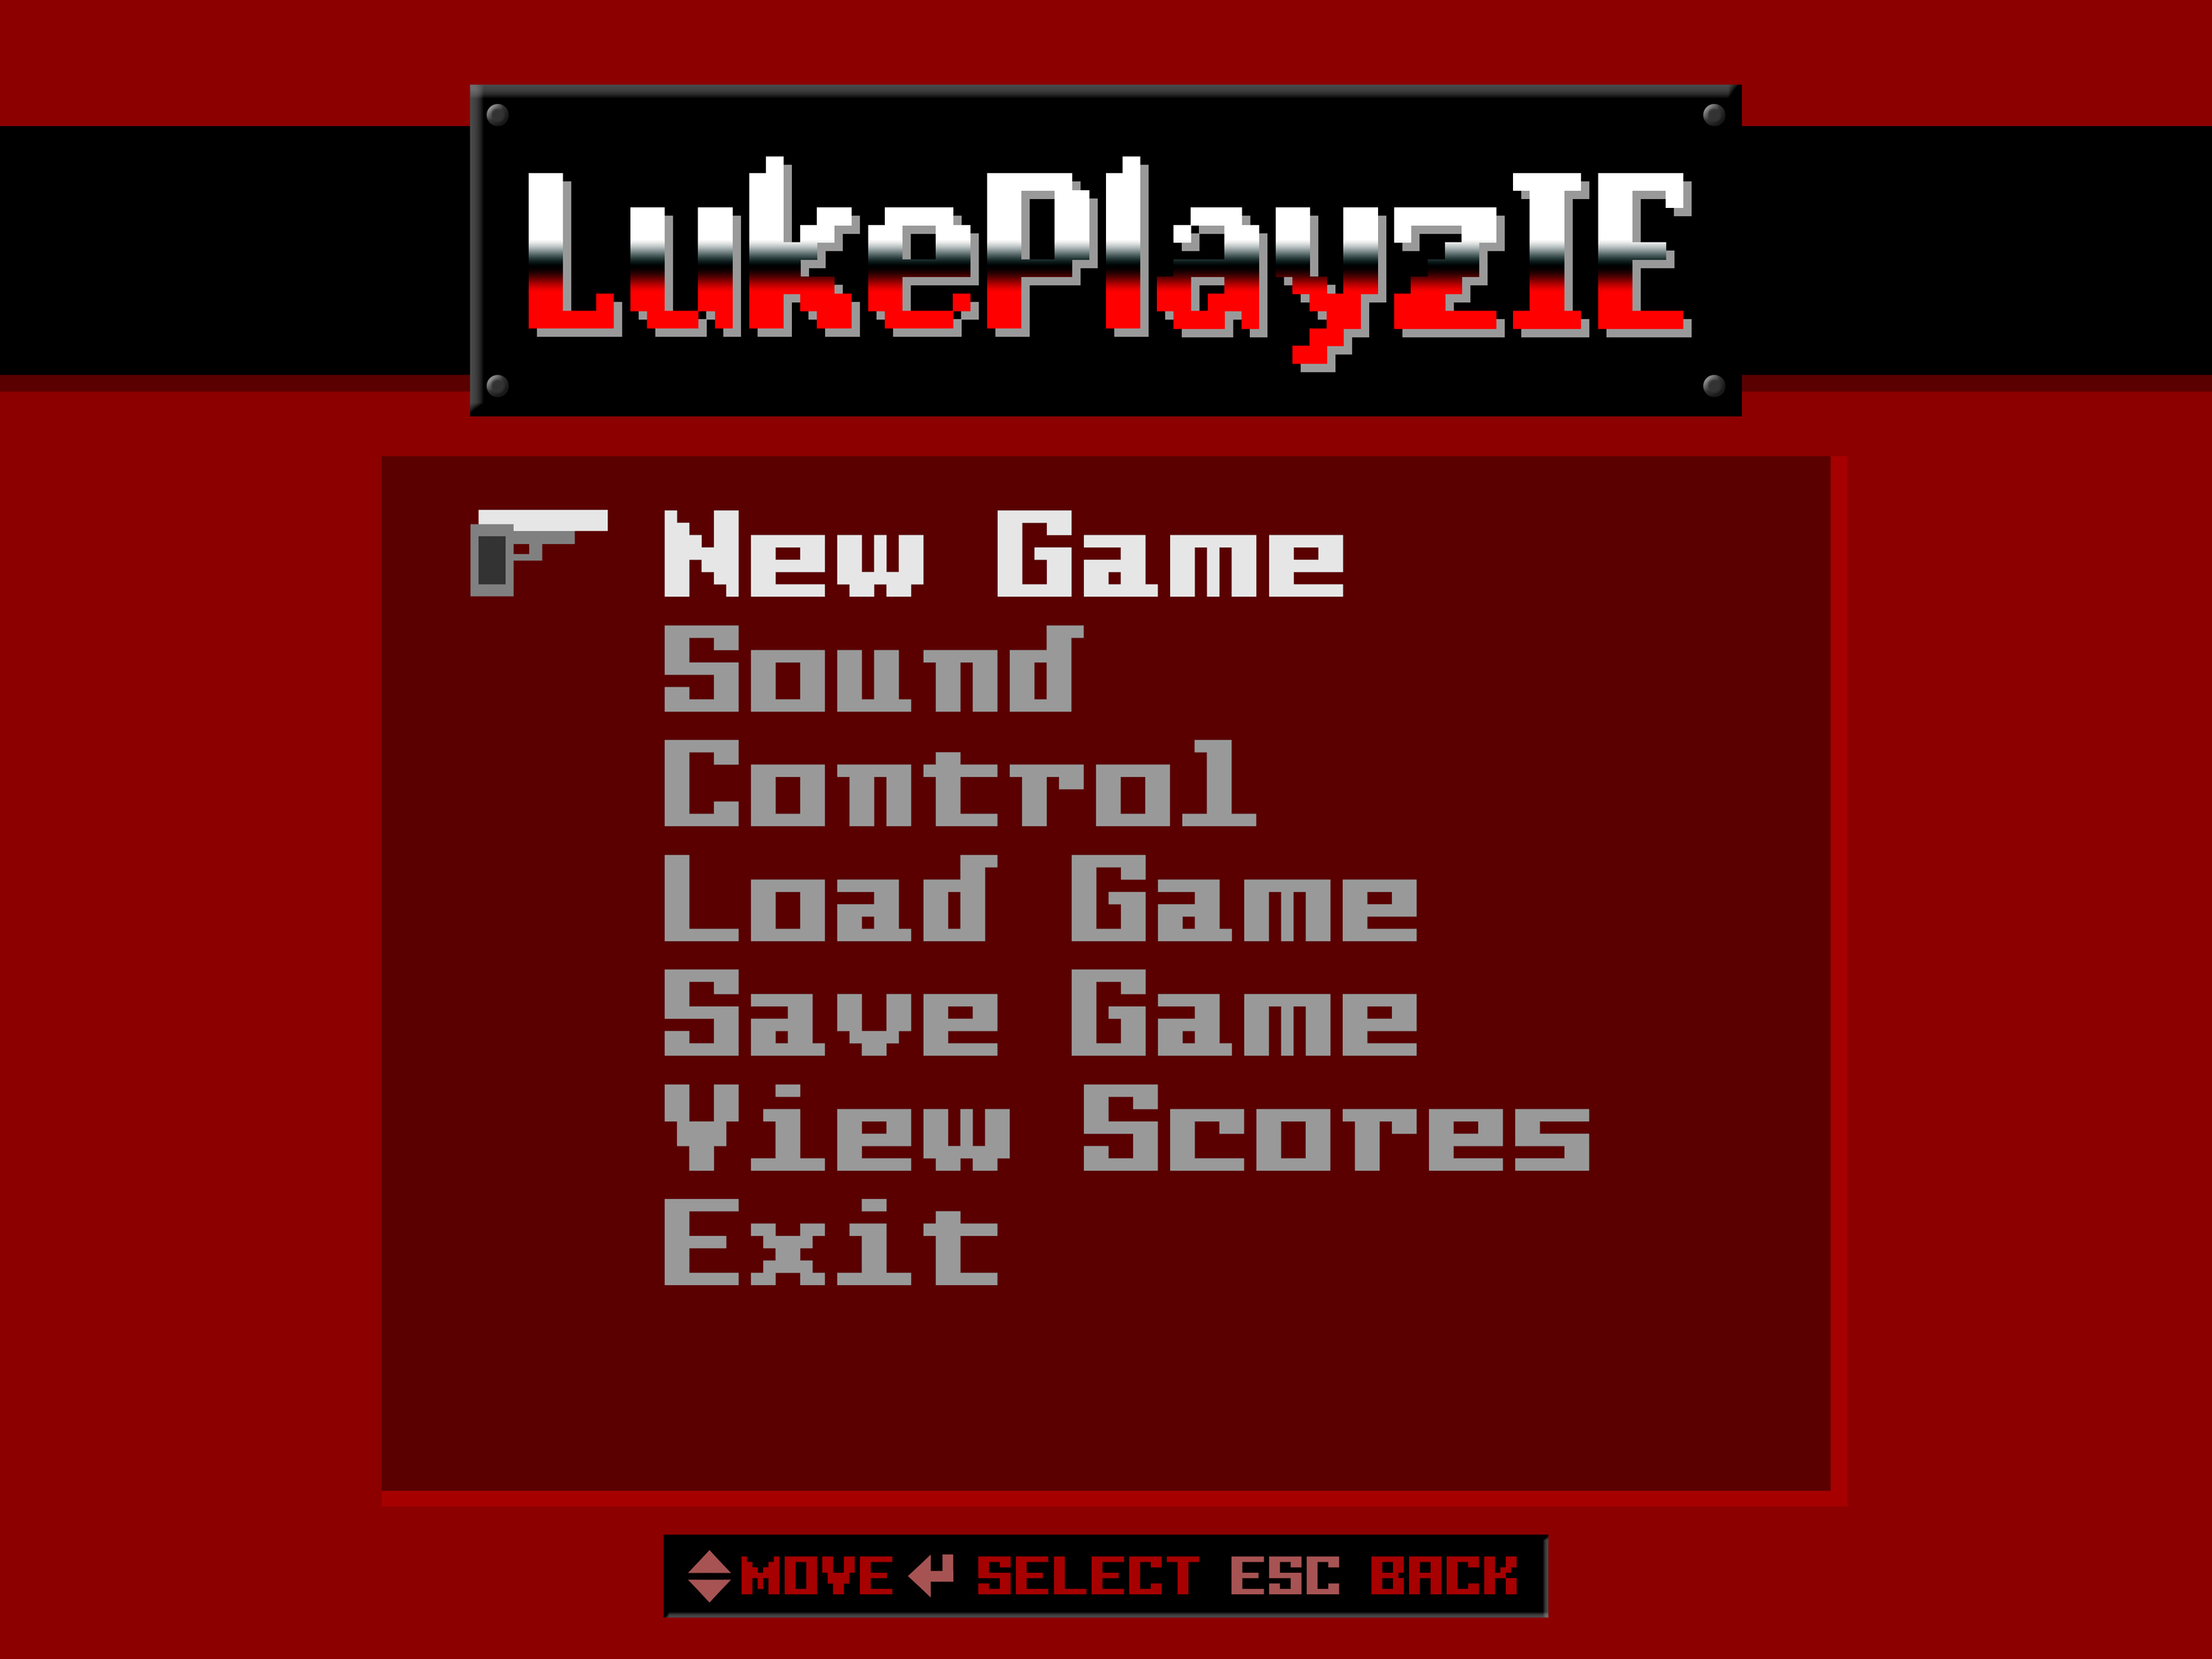 LukePlayzIE
New Game
Sound
Control
Load Game
Save Game
View Scores
Exit
MOVE SELECT ESC BACK